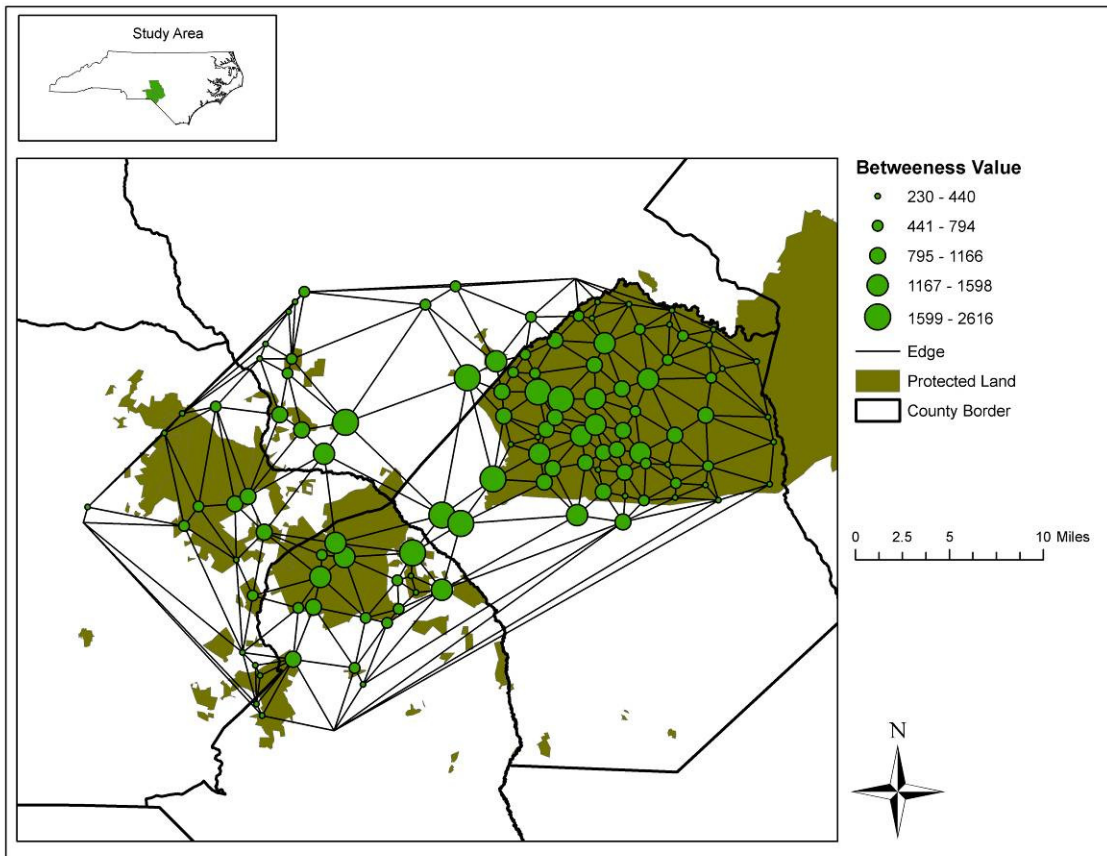 Study Area
Betweeness Value
230 - 440
441 - 794
795 - 1166
1167 - 1598
1599 - 2616
Edge
Protected Land
County Border
0 2.5 5 10 Miles
N